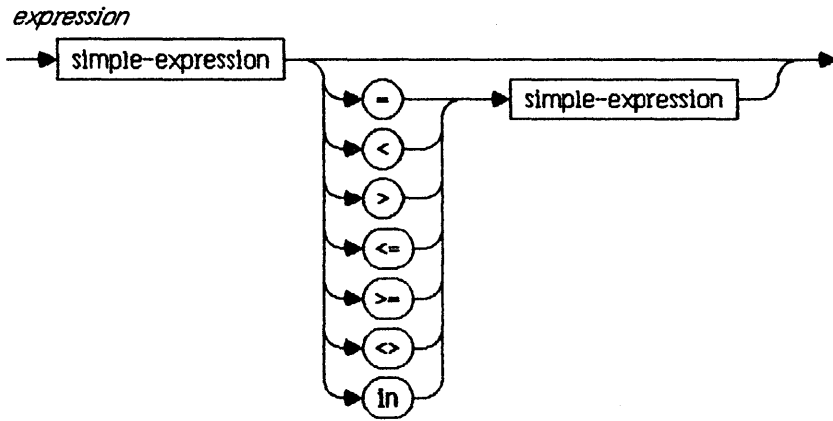 expression
simple-expression
= simple-expression
<
>
<=
>=
<>
in